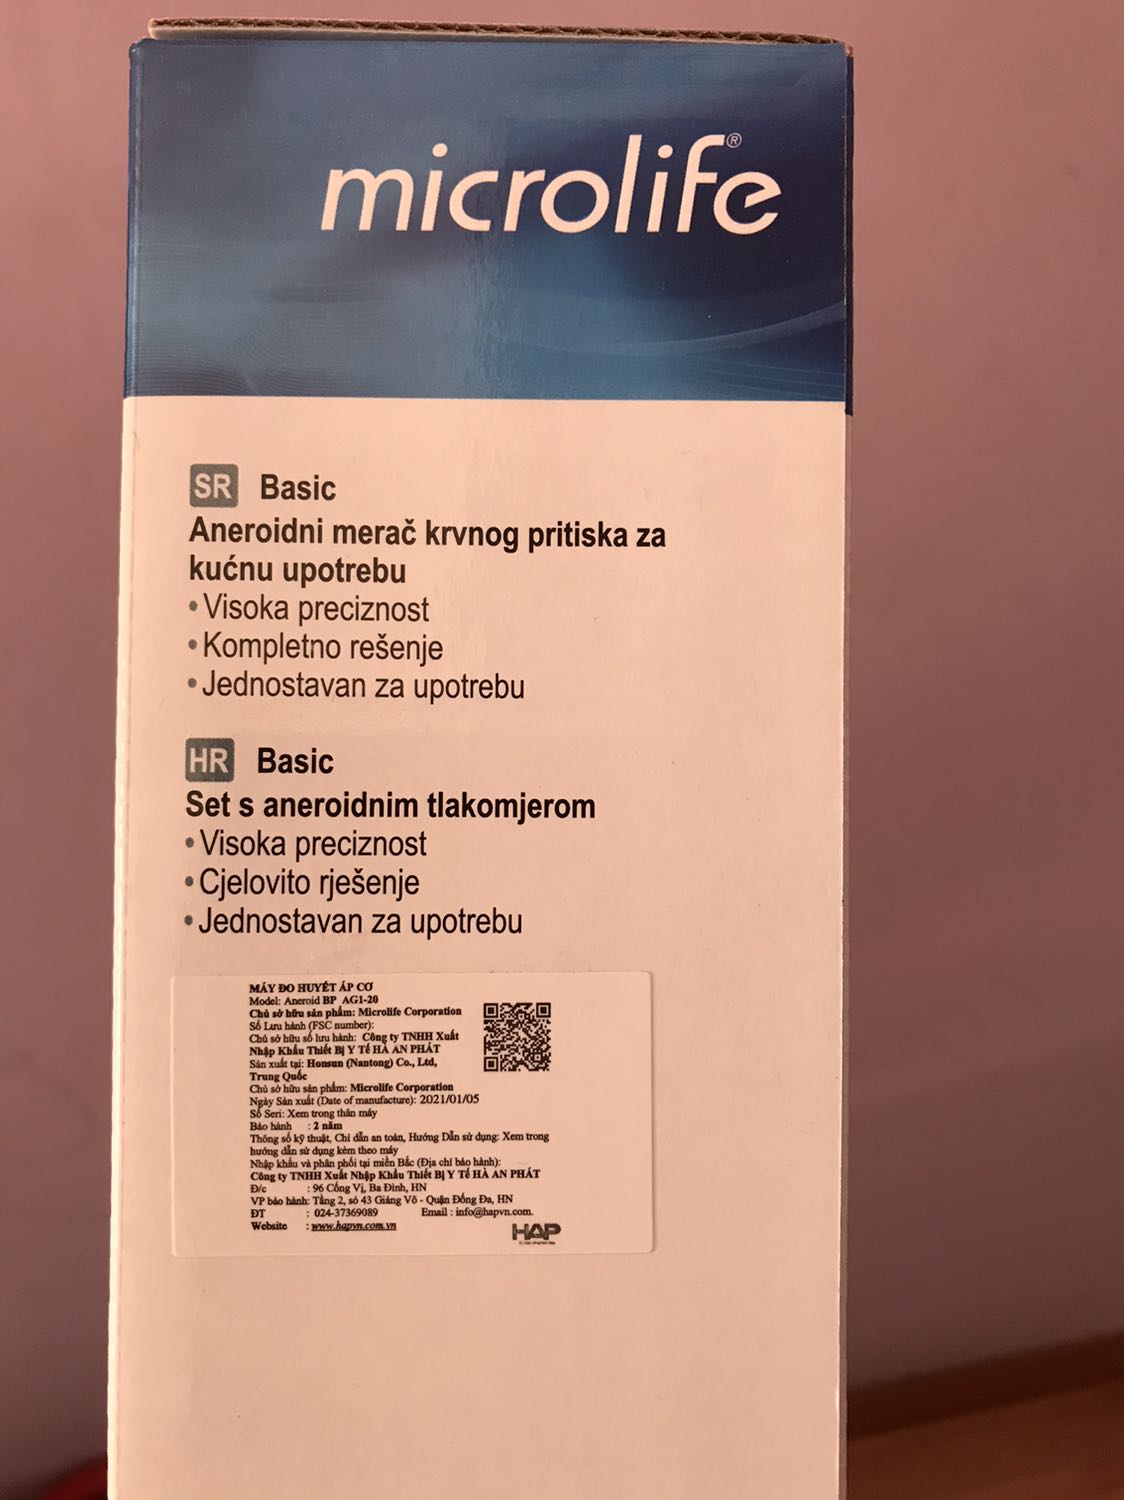 microlife®
SR Basic
Aneroidni merač krvnog pritiska za
kućnu upotrebu
• Visoka preciznost
• Kompletno rešenje
• Jednostavan za upotrebu
HR Basic
Set s aneroidnim tlakomjerom
• Visoka preciznost
• Cjelovito rješenje
• Jednostavan za upotrebu
MÁY ĐO HUYẾT ÁP CƠ
Model: Aneroid BP AG1-20
Chủ sở hữu sản phẩm: Microlife Corporation
Số Lưu hành (FSC number):
Chủ sở hữu số lưu hành: Công ty TNHH Xuất
Nhập Khẩu Thiết Bị Y TẾ HÀ AN PHÁT
Sản xuất tại: Honsun (Nantong) Co., Ltd,
Trung Quốc
Chủ sở hữu sản phẩm: Microlife Corporation
Ngày Sản xuất (Date of manufacture): 2021/01/05
Số Seri: Xem trong thân máy
Bảo hành : 2 năm
Thông số kỹ thuật, Chỉ dẫn an toàn, Hướng Dẫn sử dụng: Xem trong
hướng dẫn sử dụng kèm theo máy
Nhập khẩu và phân phối tại miền Bắc (Địa chỉ bảo hành):
Công ty TNHH Xuất Nhập Khẩu Thiết Bị Y TẾ HÀ AN PHÁT
Đ/c : 96 Cống Vị, Ba Đình, HN
VP bảo hành: Tầng 2, số 43 Giảng Võ - Quận Đống Đa, HN
ĐT : 024-37369089 Email : info@hapvn.com.
Website : www.hapvn.com.vn
HAP